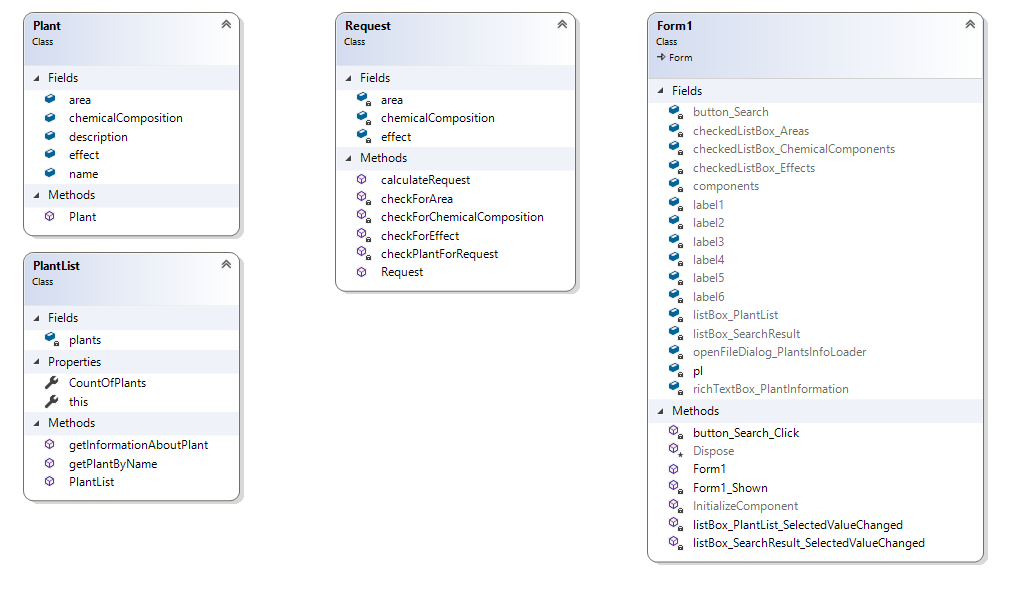 Plant
Class
Fields
area
chemicalComposition
description
effect
name
Methods
Plant
PlantList
Class
Fields
plants
Properties
CountOfPlants
this
Methods
getInformationAboutPlant
getPlantByName
PlantList
Request
Class
Fields
area
chemicalComposition
effect
Methods
calculateRequest
checkForArea
checkForChemicalComposition
checkForEffect
checkPlantForRequest
Request
Form1
Class
Form
Fields
button_Search
checkedListBox_Areas
checkedListBox_ChemicalComponents
checkedListBox_Effects
components
label1
label2
label3
label4
label5
label6
listBox_PlantList
listBox_SearchResult
openFileDialog_PlantsInfoLoader
pl
richTextBox_PlantInformation
Methods
button_Search_Click
Dispose
Form1
Form1_Shown
InitializeComponent
listBox_PlantList_SelectedValueChanged
listBox_SearchResult_SelectedValueChanged